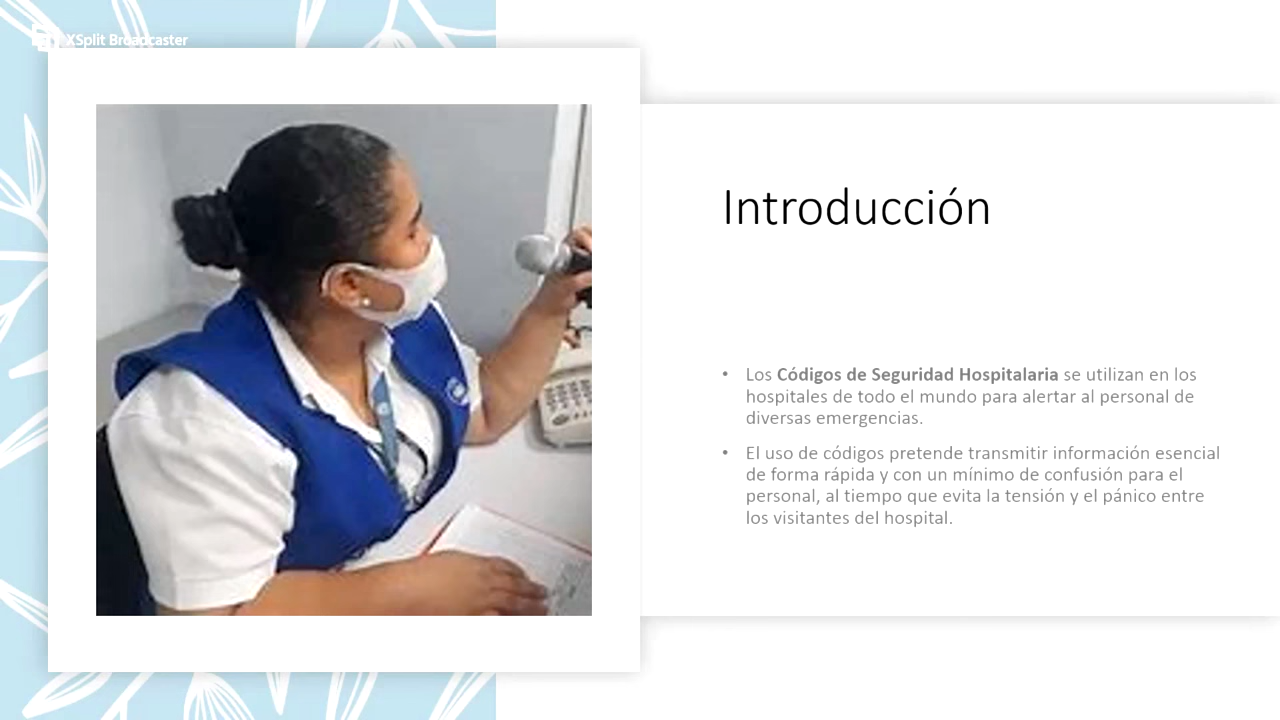 XSplit Broadcaster
Introducción
• Los Códigos de Seguridad Hospitalaria se utilizan en los
hospitales de todo el mundo para alertar al personal de
diversas emergencias.
• El uso de códigos pretende transmitir información esencial
de forma rápida y con un mínimo de confusión para el
personal, al tiempo que evita la tensión y el pánico entre
los visitantes del hospital.